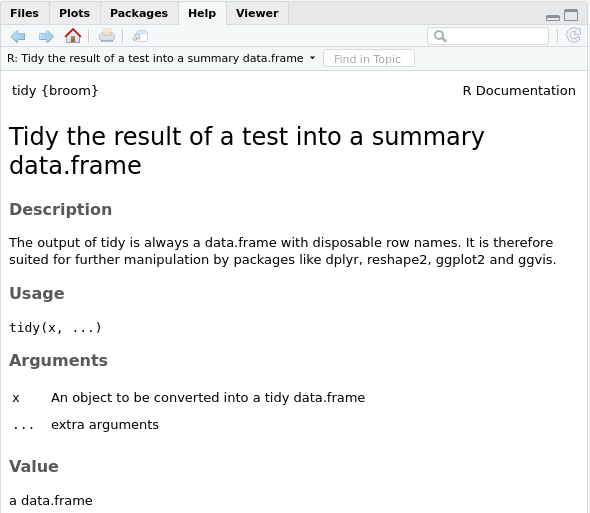 Files Plots Packages Help Viewer
R: Tidy the result of a test into a summary data.frame Find in Topic
tidy {broom} R Documentation
Tidy the result of a test into a summary
data.frame
Description
The output of tidy is always a data.frame with disposable row names. It is therefore
suited for further manipulation by packages like dplyr, reshape2, ggplot2 and ggvis.
Usage
tidy(x, ...)
Arguments
x An object to be converted into a tidy data.frame
... extra arguments
Value
a data.frame